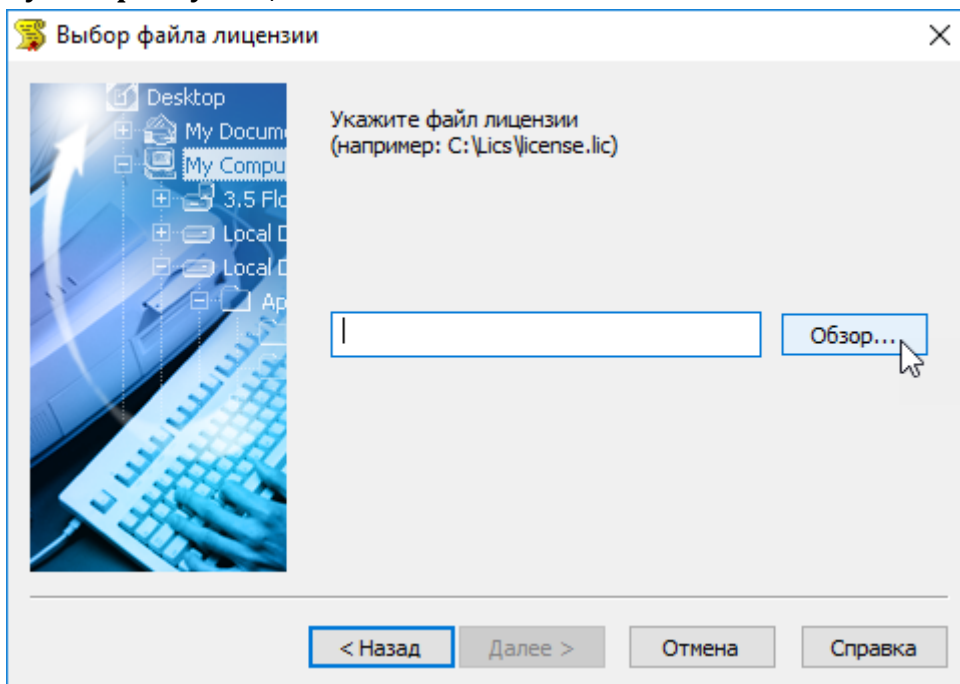 Выбор файла лицензии
Desktop
My Docum
My Compu
3.5 Flo
Local D
Local D
Ap
Укажите файл лицензии
(например: C:\Lics\license.lic)
Обзор...
< Назад
Далее >
Отмена
Справка